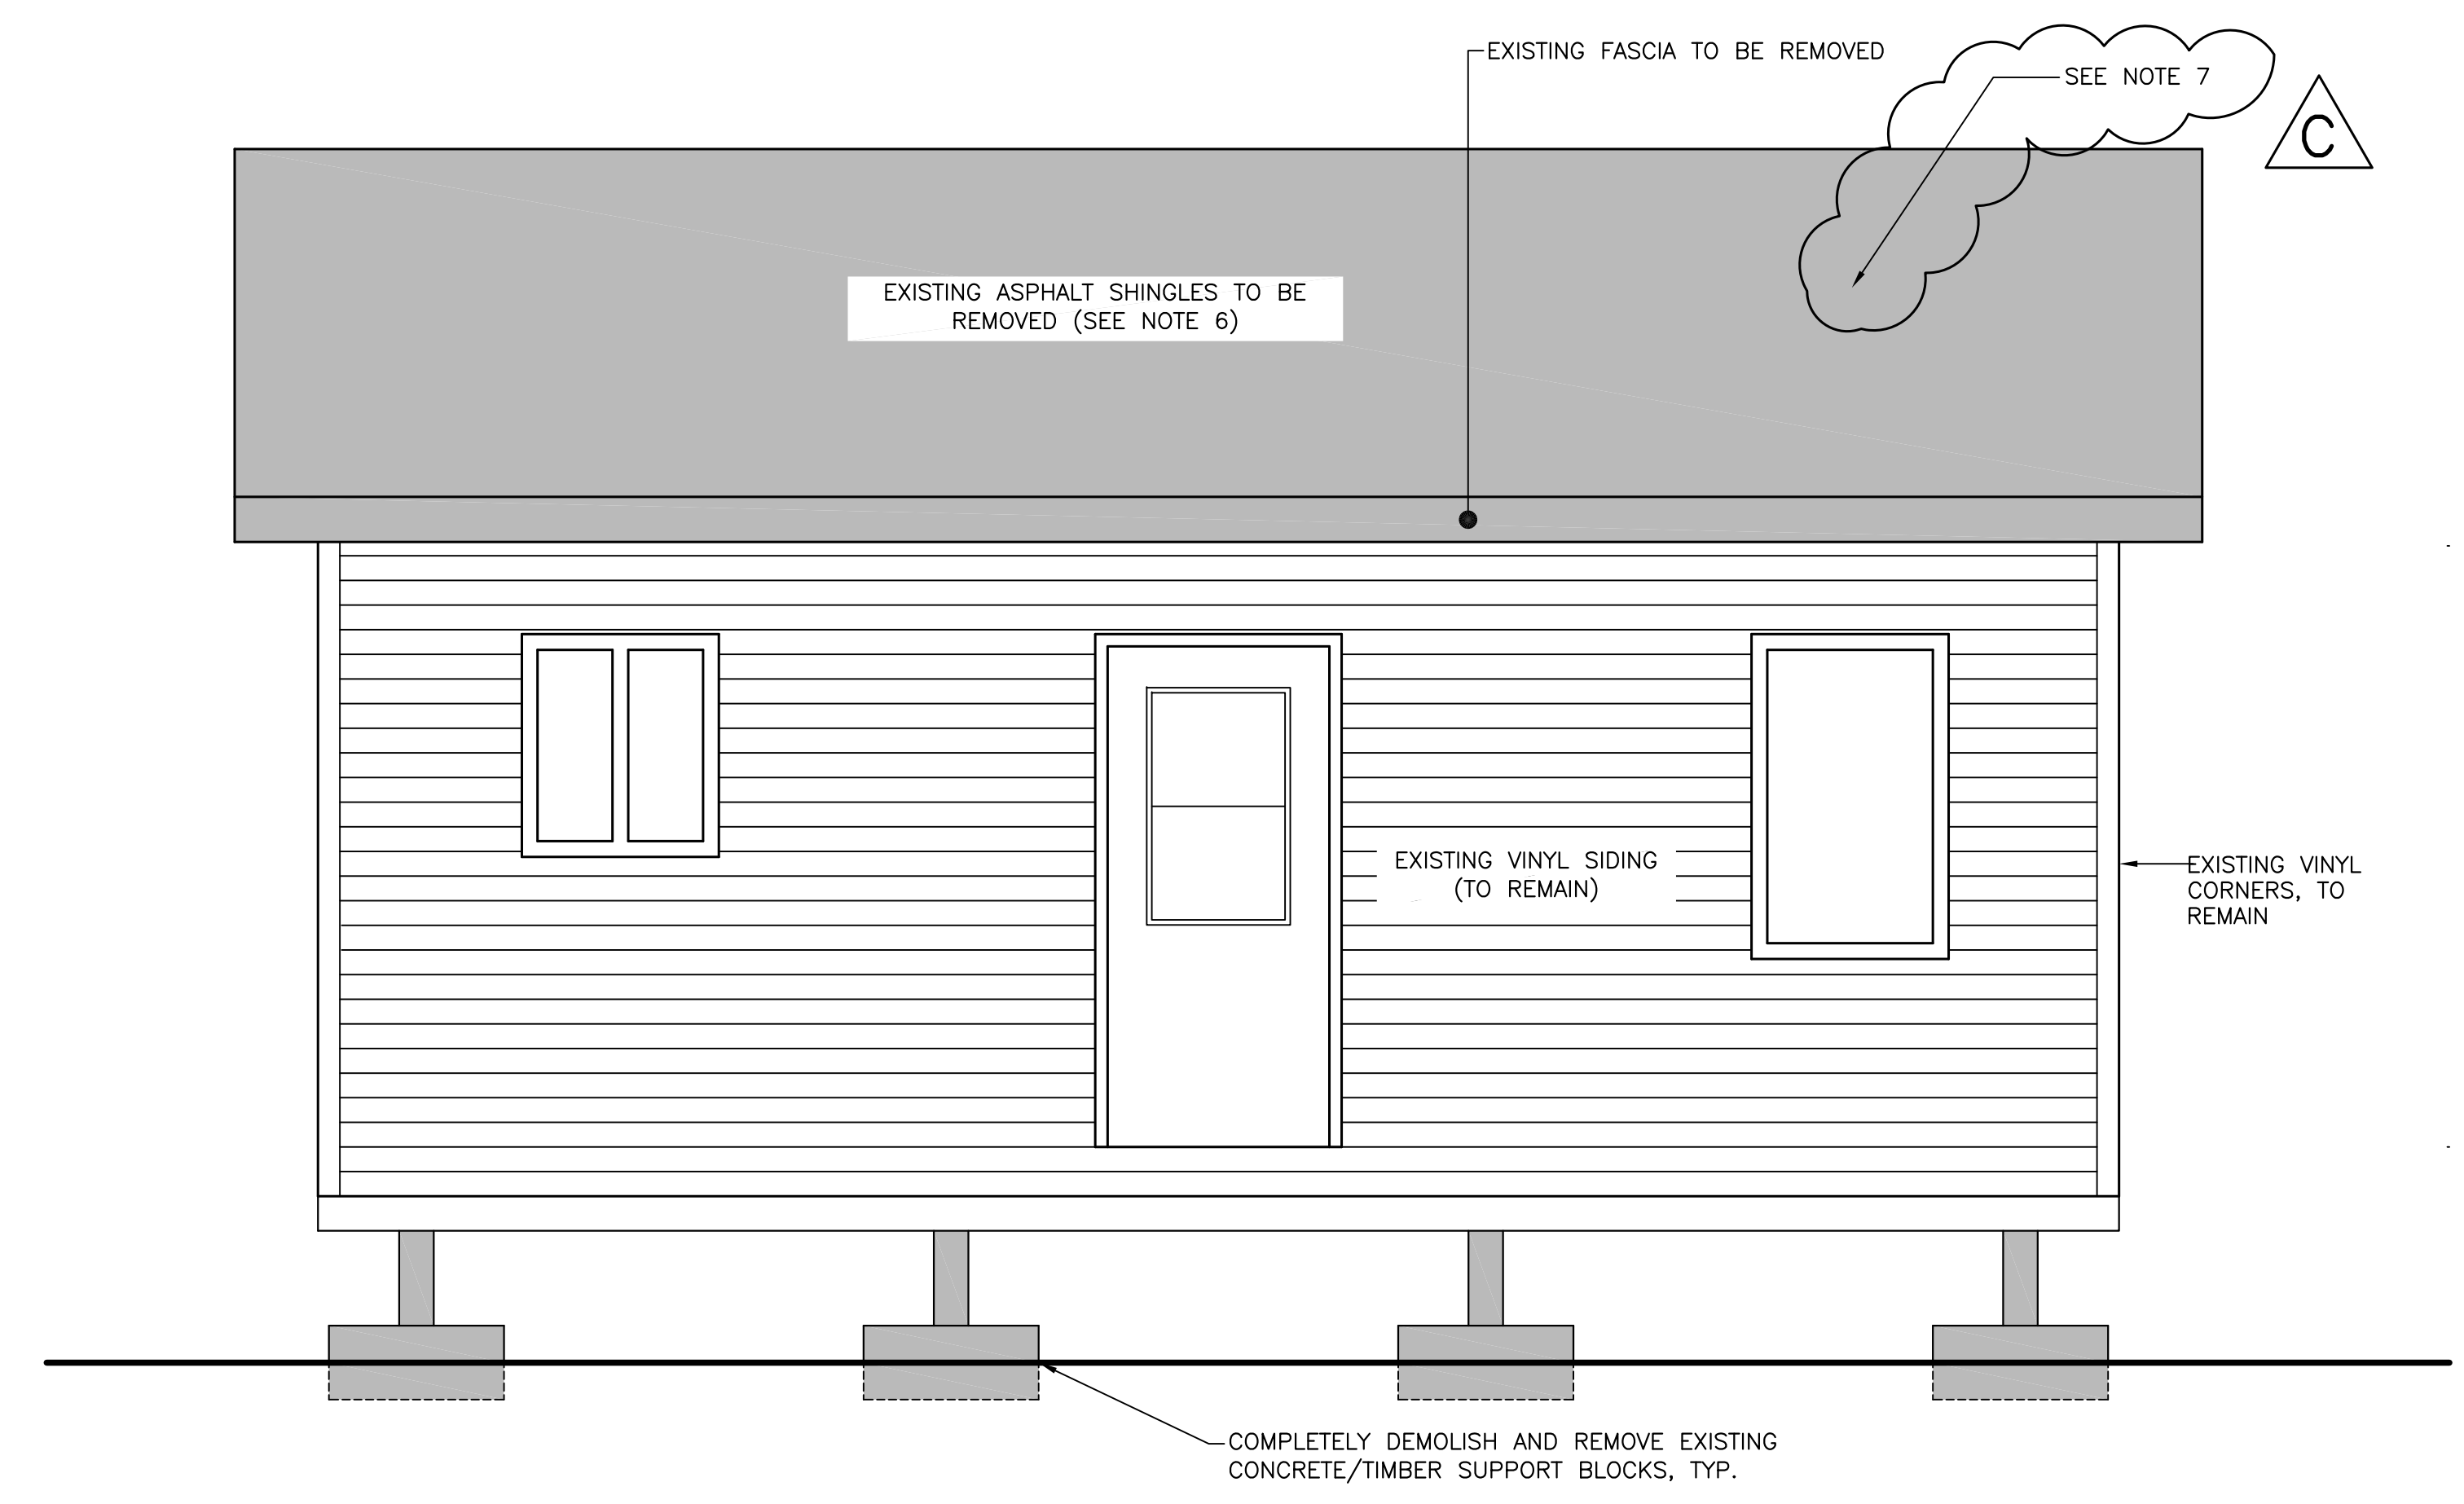 EXISTING FASCIA TO BE REMOVED
SEE NOTE 7
C
EXISTING ASPHALT SHINGLES TO BE
REMOVED (SEE NOTE 6)
EXISTING VINYL SIDING
(TO REMAIN)
EXISTING VINYL
CORNERS, TO
REMAIN
COMPLETELY DEMOLISH AND REMOVE EXISTING
CONCRETE/TIMBER SUPPORT BLOCKS, TYP.